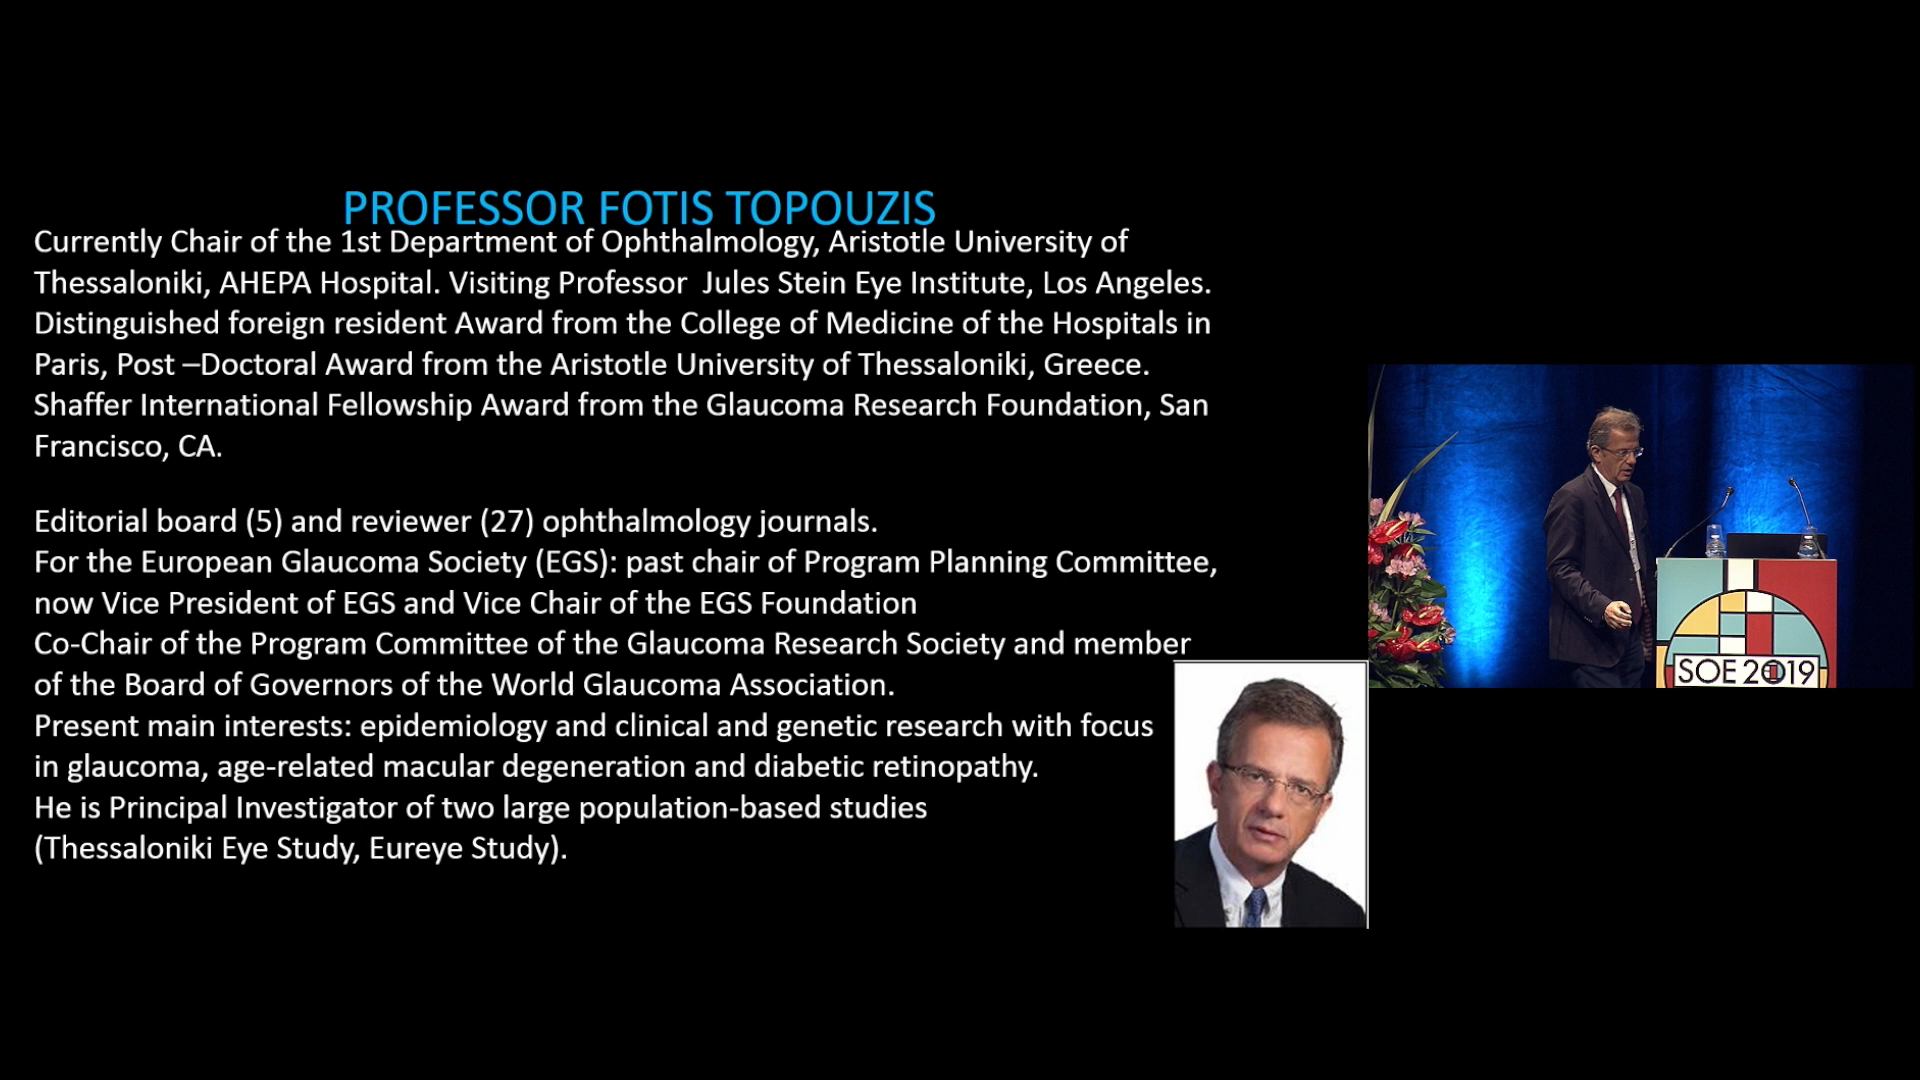 PROFESSOR FOTIS TOPOUZIS
Currently Chair of the 1st Department of Ophthalmology, Aristotle University of
Thessaloniki, AHEPA Hospital. Visiting Professor  Jules Stein Eye Institute, Los Angeles.
Distinguished foreign resident Award from the College of Medicine of the Hospitals in
Paris, Post –Doctoral Award from the Aristotle University of Thessaloniki, Greece.
Shaffer International Fellowship Award from the Glaucoma Research Foundation, San
Francisco, CA.
Editorial board (5) and reviewer (27) ophthalmology journals.
For the European Glaucoma Society (EGS): past chair of Program Planning Committee,
now Vice President of EGS and Vice Chair of the EGS Foundation
Co-Chair of the Program Committee of the Glaucoma Research Society and member
of the Board of Governors of the World Glaucoma Association.
Present main interests: epidemiology and clinical and genetic research with focus
in glaucoma, age-related macular degeneration and diabetic retinopathy.
He is Principal Investigator of two large population-based studies
(Thessaloniki Eye Study, Eureye Study).
SOE 2019